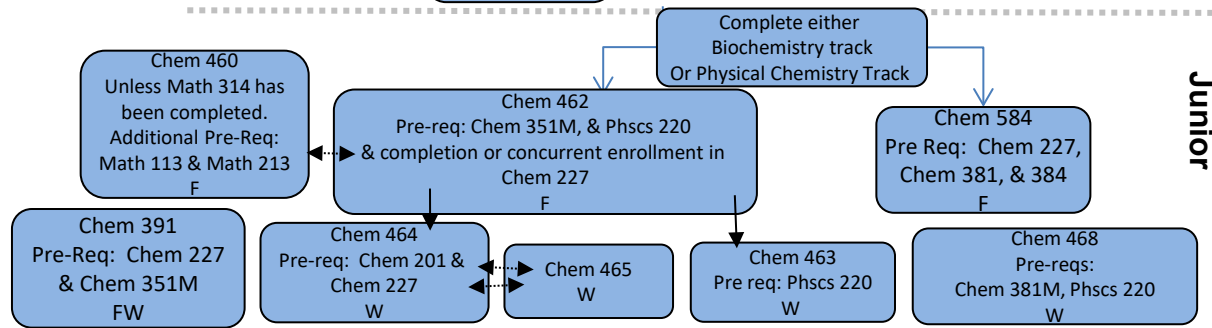 Complete either
Biochemistry track
Or Physical Chemistry Track
Chem 460
Unless Math 314 has
been completed.
Additional Pre-Req:
Math 113 & Math 213
F
Chem 462
Pre-req: Chem 351M, & Phscs 220
& completion or concurrent enrollment in
Chem 227
F
Chem 584
Pre Req: Chem 227,
Chem 381, & 384
F
Junior
Chem 391
Pre-Req: Chem 227
& Chem 351M
FW
Chem 464
Pre-req: Chem 201 &
Chem 227
W
Chem 465
W
Chem 463
Pre req: Phscs 220
W
Chem 468
Pre-reqs:
Chem 381M, Phscs 220
W